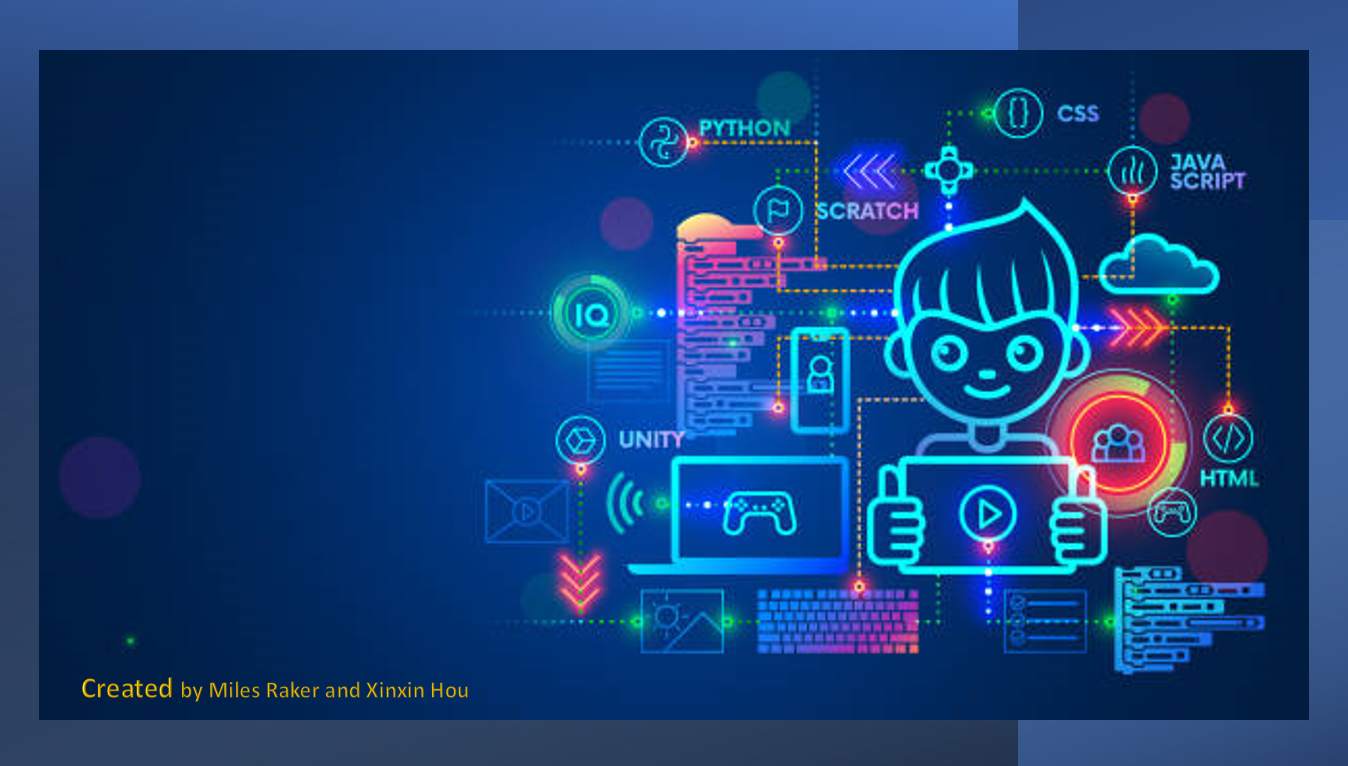 PYTHON
CSS
JAVA
SCRIPT
SCRATCH
IQ
UNITY
HTML
Created by Miles Raker and Xinxin Hou